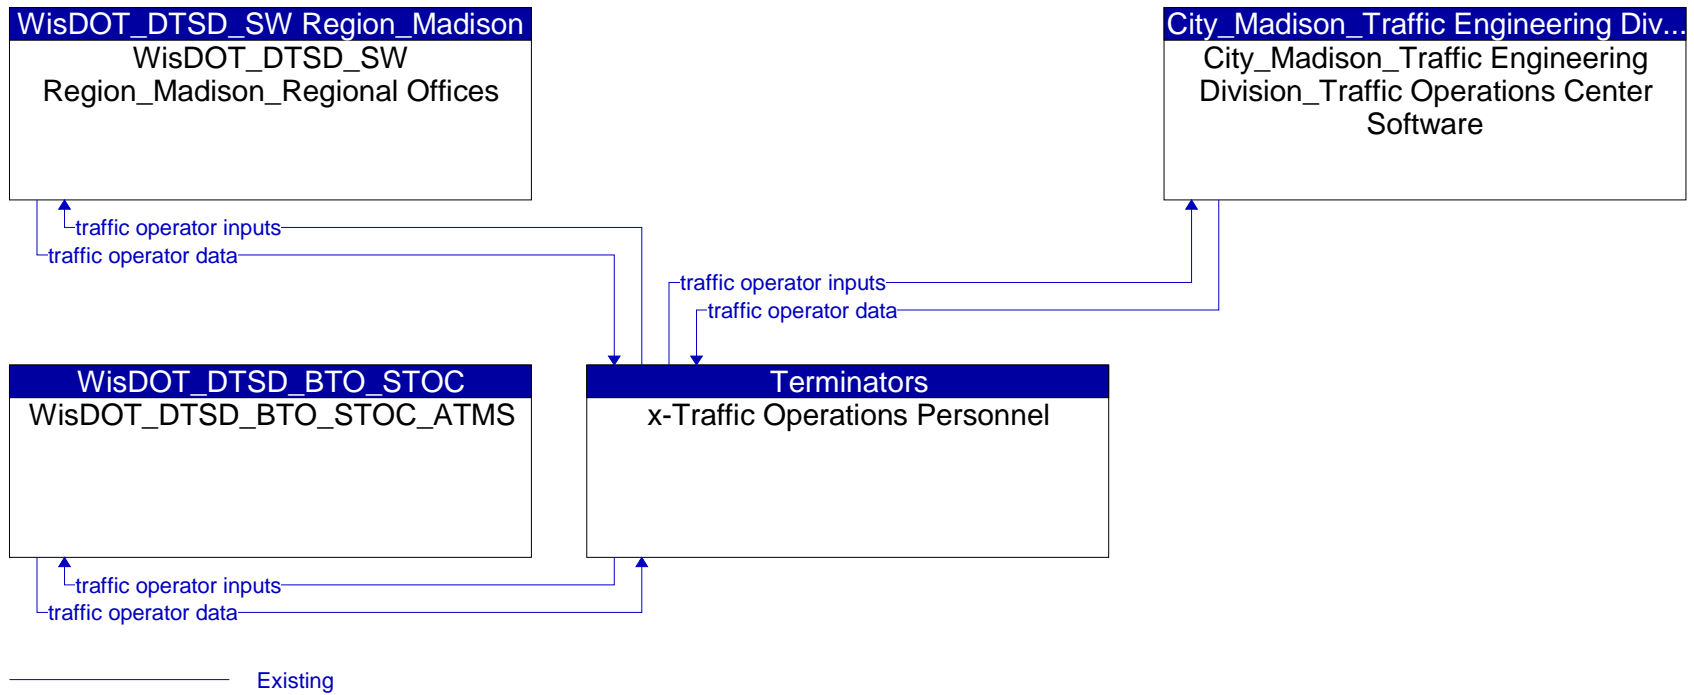 WisDOT_DTSD_SW Region_Madison
WisDOT_DTSD_SW
Region_Madison_Regional Offices
City_Madison_Traffic Engineering Div...
City_Madison_Traffic Engineering
Division_Traffic Operations Center
Software
traffic operator inputs
traffic operator data
traffic operator inputs
traffic operator data
WisDOT_DTSD_BTO_STOC
WisDOT_DTSD_BTO_STOC_ATMS
Terminators
x-Traffic Operations Personnel
traffic operator inputs
traffic operator data
Existing